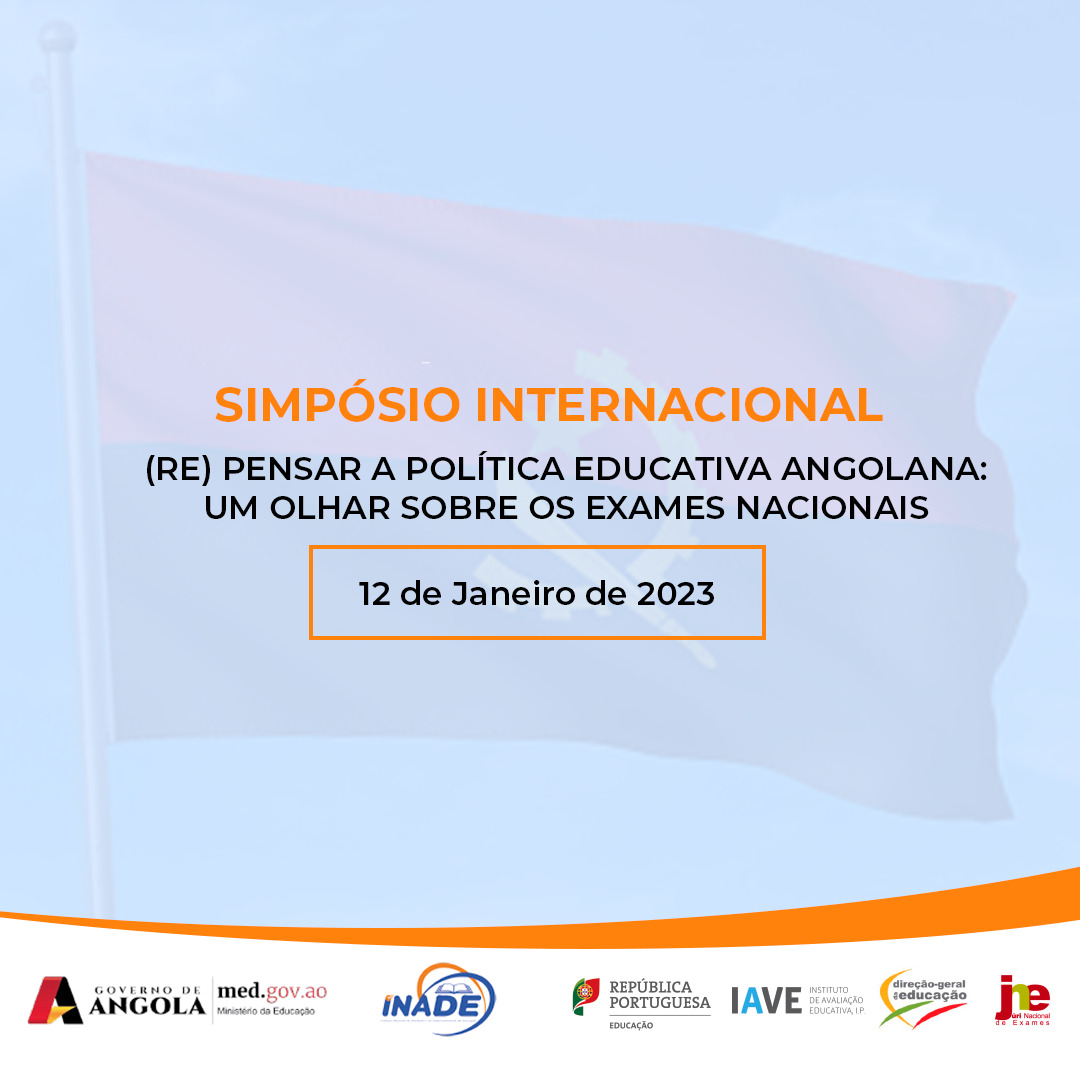 SIMPÓSIO INTERNACIONAL
(RE) PENSAR A POLÍTICA EDUCATIVA ANGOLANA:
UM OLHAR SOBRE OS EXAMES NACIONAIS
12 de Janeiro de 2023
GOVERNO DE
ANGOLA
med.gov.ao
Ministério da Educação
INADE
REPÚBLICA
PORTUGUESA
EDUCAÇÃO
IAVE
INSTITUTO
DE AVALIAÇÃO
EDUCATIVA, I.P.
direção-geral
da educação
jne
Júri Nacional
de Exames